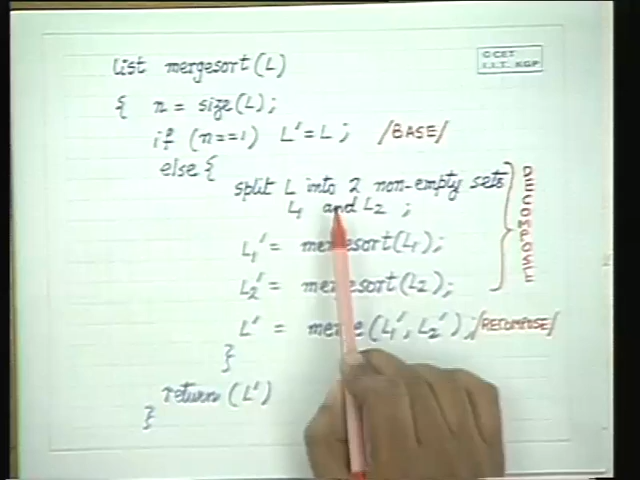 list mergesort (L)
{ n = size(L);
if (n==1) L' = L ; /BASE/
else {
split L into 2 non-empty sets
L1 and L2 ;
L1' = mergesort(L1);
L2' = mergesort(L2);
L' = merge (L1', L2') ; /RECOMPOSE/
}
return (L')
}
DECOMPOSE
© CET
I.I.T. KGP